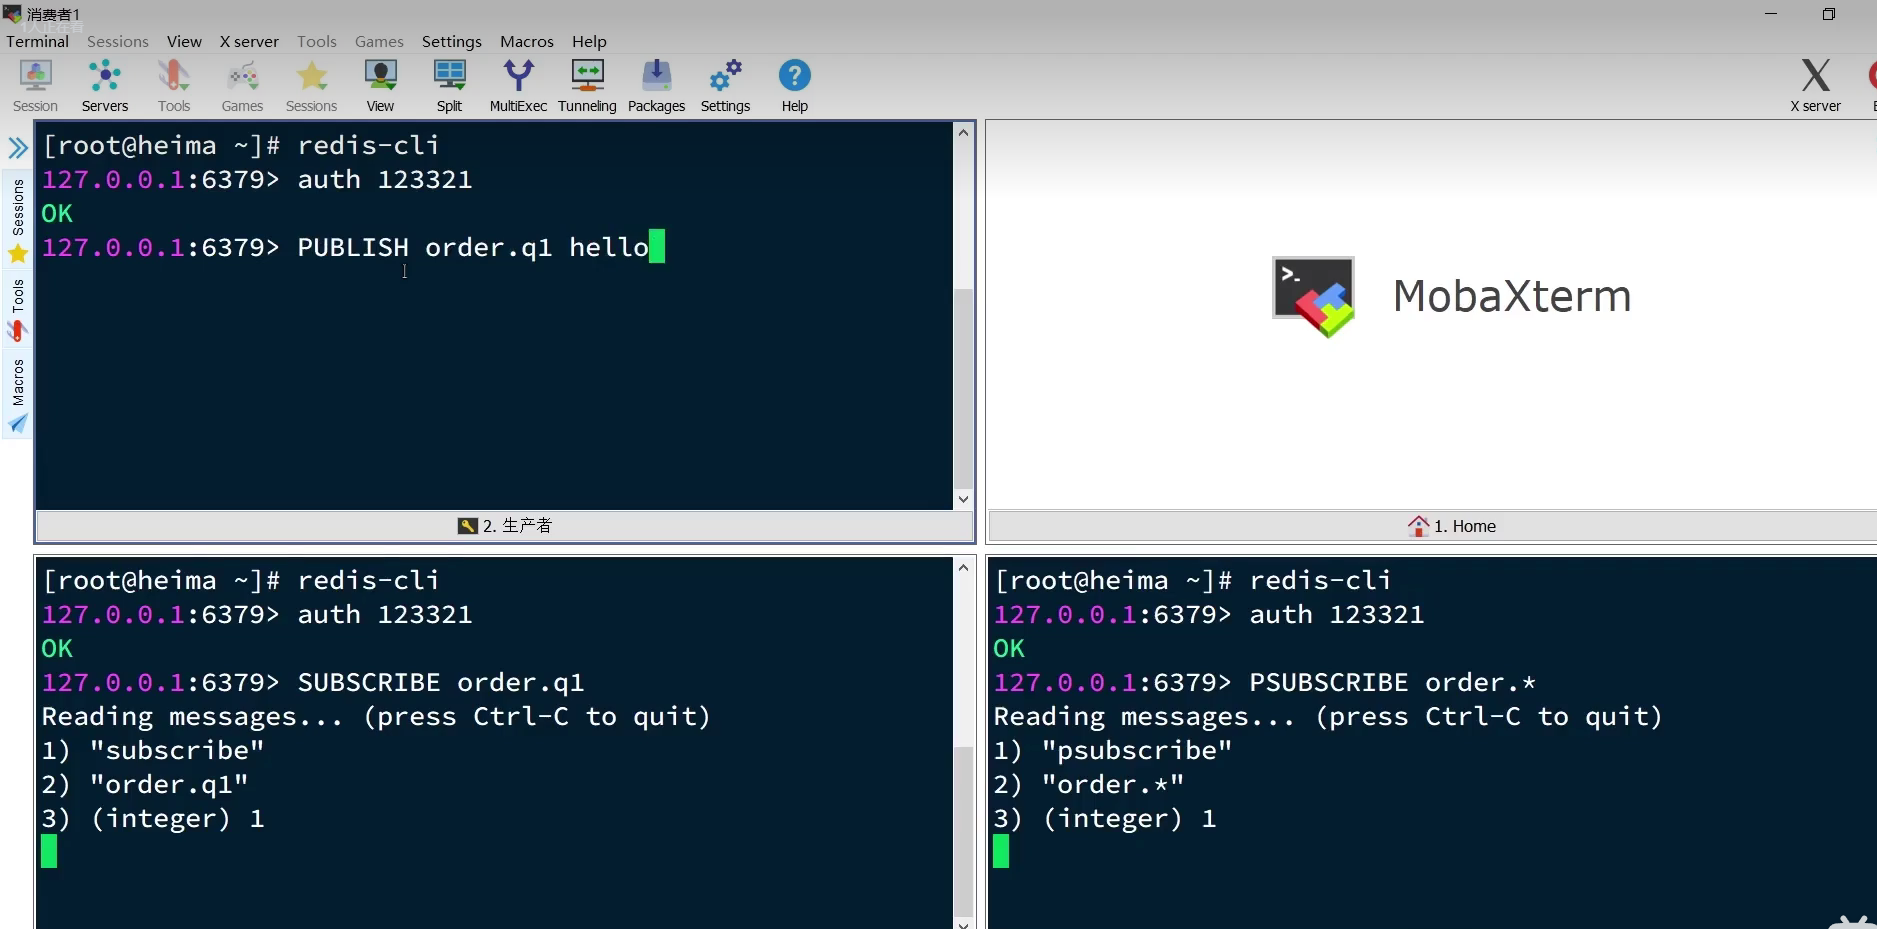 消费者1
1人正在看
Terminal Sessions View X server Tools Games Settings Macros Help
Session Servers Tools Games Sessions View Split MultiExec Tunneling Packages Settings Help X server
Sessions
Tools
Macros
[root@heima ~]# redis-cli
127.0.0.1:6379> auth 123321
OK
127.0.0.1:6379> PUBLISH order.q1 hello
2. 生产者
MobaXterm
1. Home
[root@heima ~]# redis-cli
127.0.0.1:6379> auth 123321
OK
127.0.0.1:6379> SUBSCRIBE order.q1
Reading messages... (press Ctrl-C to quit)
1) "subscribe"
2) "order.q1"
3) (integer) 1
[root@heima ~]# redis-cli
127.0.0.1:6379> auth 123321
OK
127.0.0.1:6379> PSUBSCRIBE order.*
Reading messages... (press Ctrl-C to quit)
1) "psubscribe"
2) "order.*"
3) (integer) 1